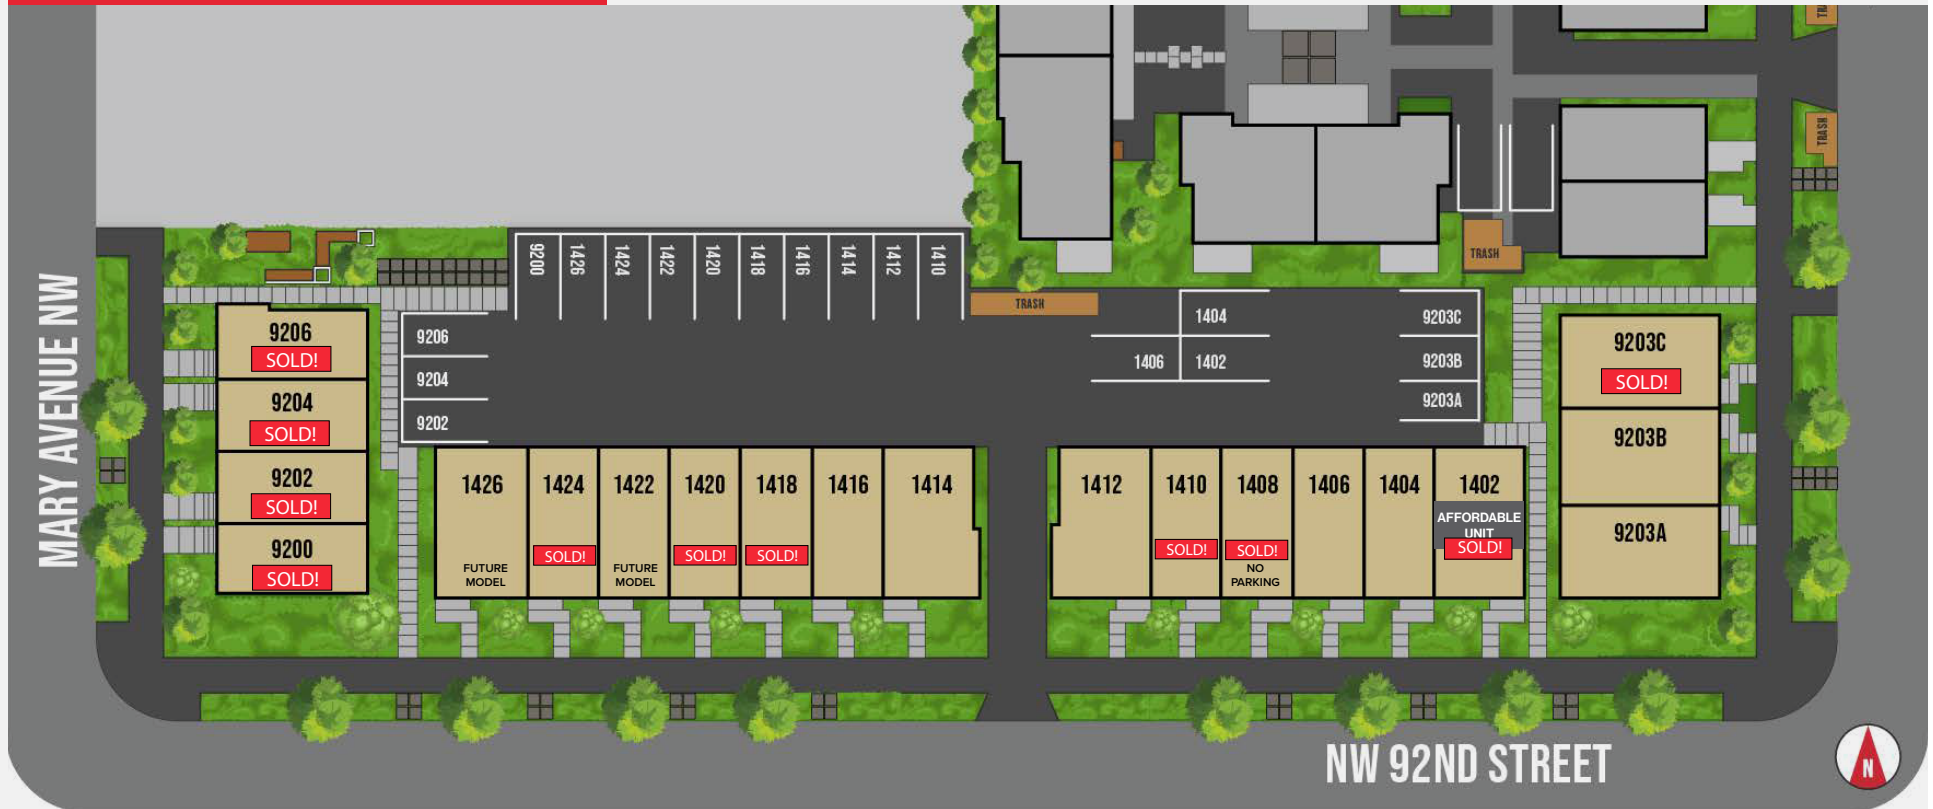 TRASH
TRASH
TRASH
9200
1426
1424
1422
1420
1418
1416
1414
1412
1410
TRASH
9206
9204
9202
1404
1406
1402
9203C
9203B
9203A
MARY AVENUE NW
9206
SOLD!
9204
SOLD!
9202
SOLD!
9200
SOLD!
1426
FUTURE
MODEL
1424
SOLD!
1422
FUTURE
MODEL
1420
SOLD!
1418
SOLD!
1416
1414
1412
1410
SOLD!
1408
SOLD!
NO
PARKING
1406
1404
1402
AFFORDABLE
UNIT
SOLD!
9203C
SOLD!
9203B
9203A
NW 92ND STREET
N